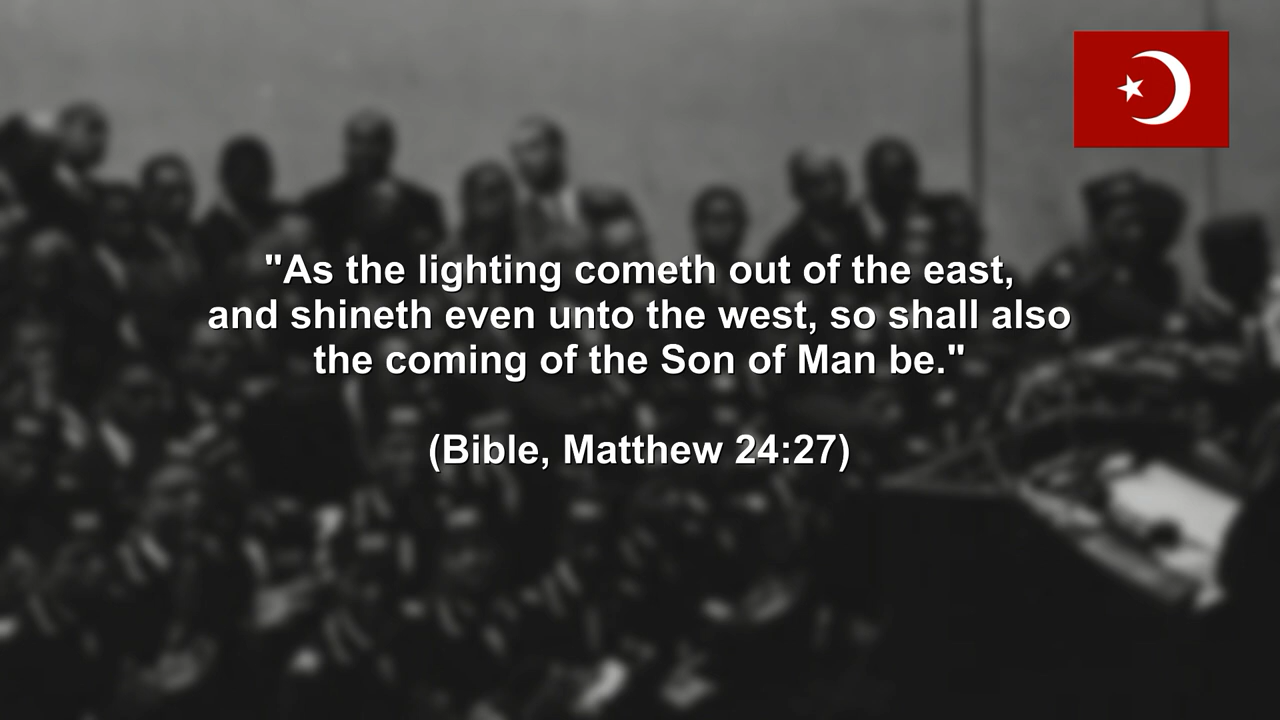 "As the lighting cometh out of the east,
and shineth even unto the west, so shall also
the coming of the Son of Man be."
(Bible, Matthew 24:27)